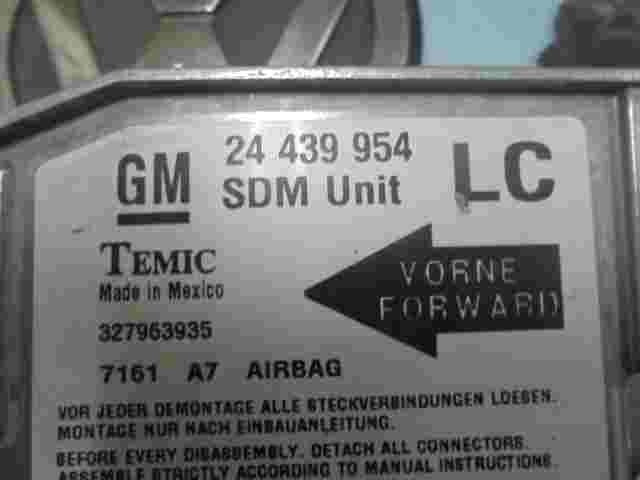 GM 24 439 954 LC
SDM Unit
TEMIC
Made in Mexico
VORNE
FORWARD
327963935
7161 A7 AIRBAG
VOR JEDER DEMONTAGE ALLE STECKVERBINDUNGEN LOESEN.
MONTAGE NUR NACH EINBAUANLEITUNG.
BEFORE EVERY DISASSEMBLY, DETACH ALL CONNECTORS.
ASSEMBLE STRICTLY ACCORDING TO MANUAL INSTRUCTIONS.